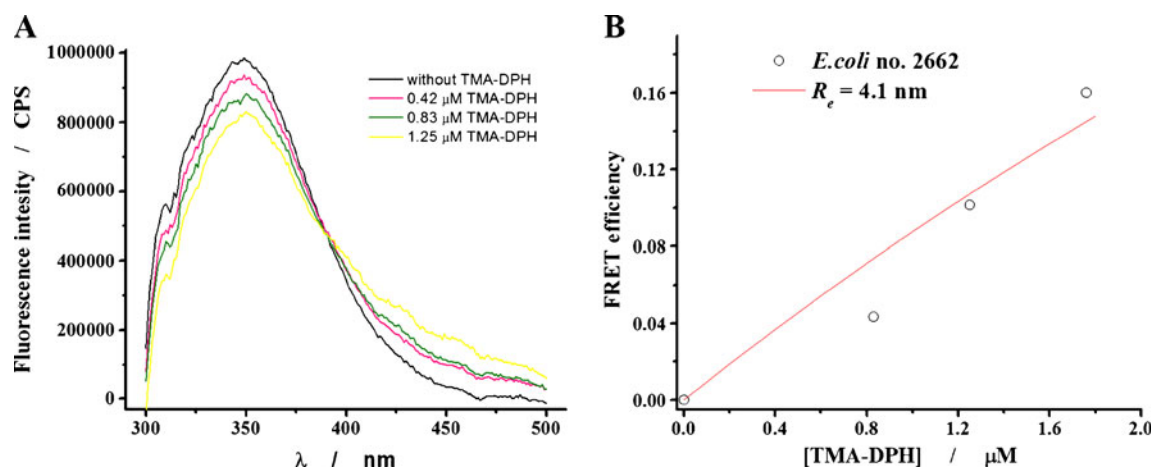 A
Fluorescence intesity / CPS
1000000
800000
600000
400000
200000
0
without TMA-DPH
0.42 μM TMA-DPH
0.83 μM TMA-DPH
1.25 μM TMA-DPH
300 350 400 450 500
λ / nm
B
FRET efficiency
0.16
0.12
0.08
0.04
0.00
E.coli no. 2662
Re = 4.1 nm
0.0 0.4 0.8 1.2 1.6 2.0
[TMA-DPH] / μM